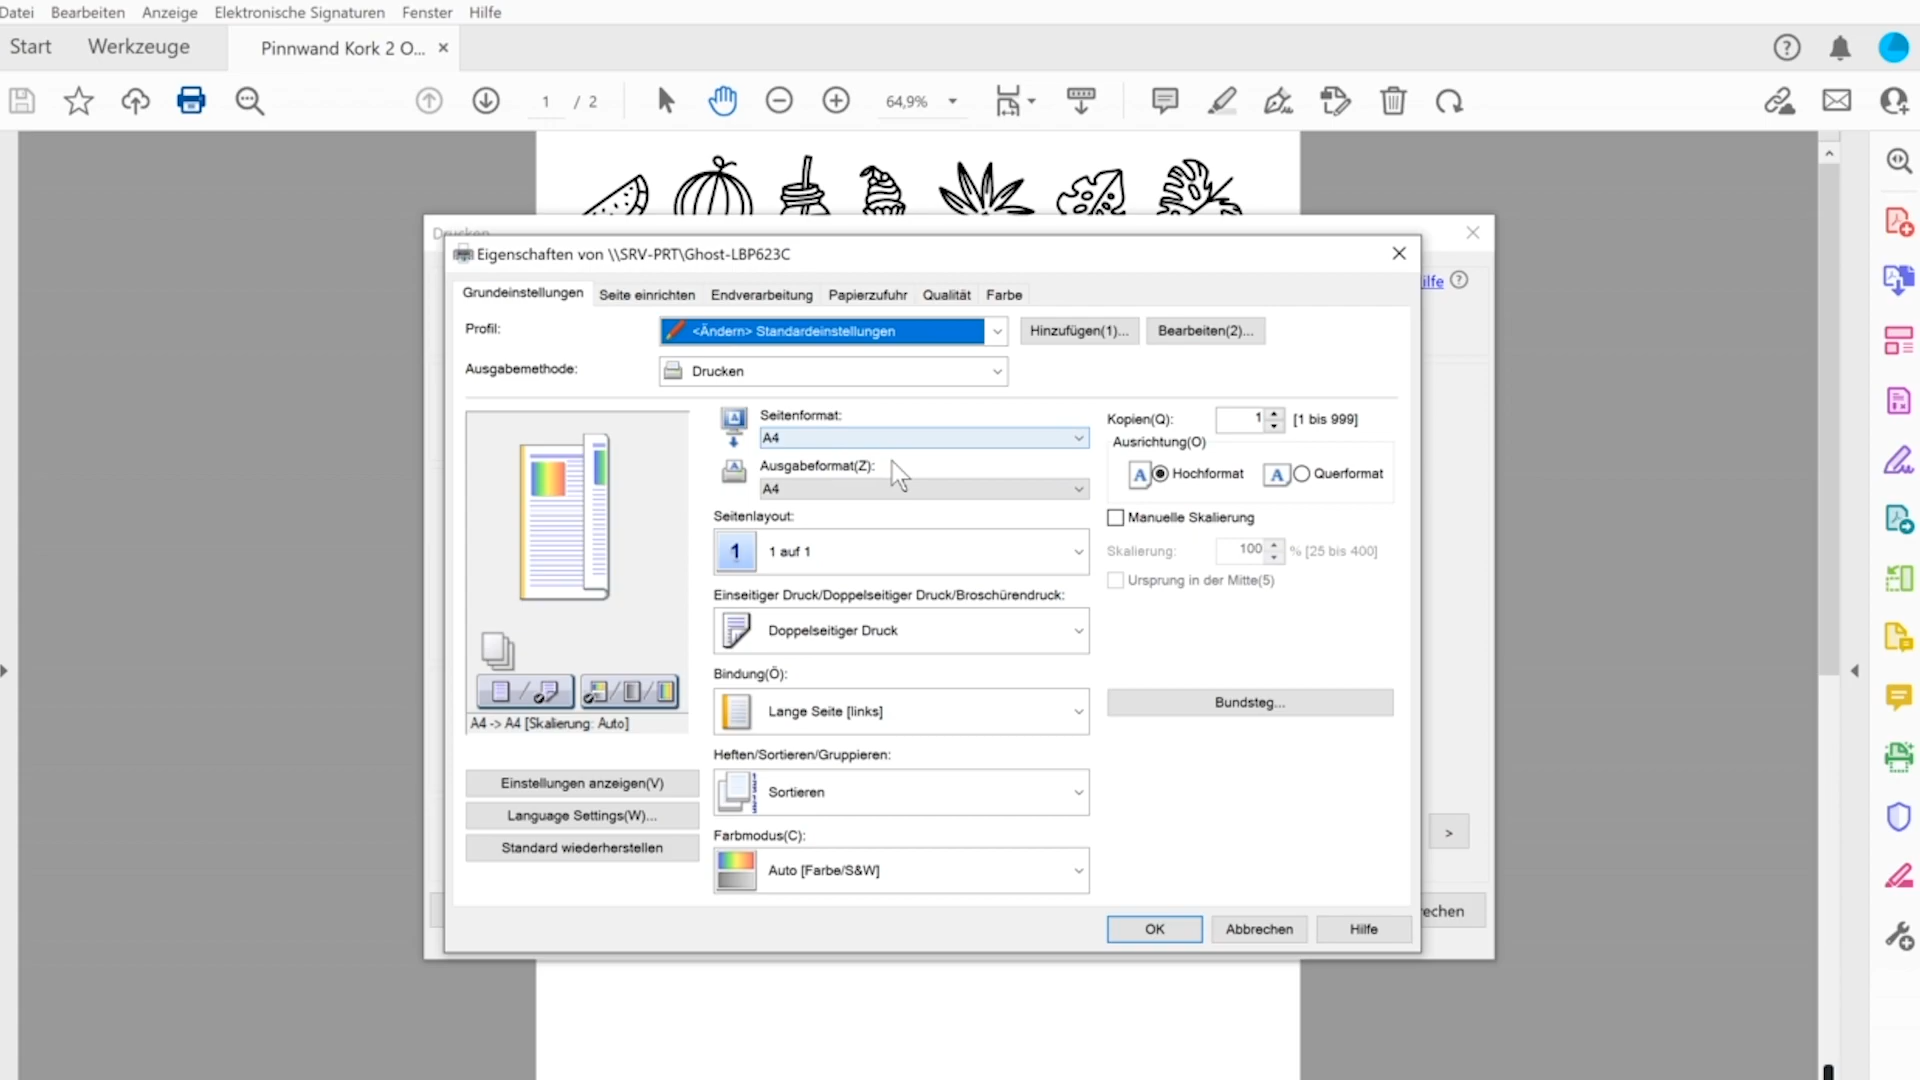 Datei Bearbeiten Anzeige Elektronische Signaturen Fenster Hilfe
Start Werkzeuge Pinnwand Kork 2 O...
1 / 2 64,9%
Drucken
Eigenschaften von \\SRV-PRT\Ghost-LBP623C
ilfe
Grundeinstellungen Seite einrichten Endverarbeitung Papierzufuhr Qualität Farbe
Profil: <Ändern> Standardeinstellungen Hinzufügen(1)... Bearbeiten(2)...
Ausgabemethode: Drucken
Seitenformat:
A4
Ausgabeformat(Z):
A4
Kopien(Q): 1 [1 bis 999]
Ausrichtung(O)
A Hochformat A Querformat
Seitenlayout:
1 1 auf 1
Manuelle Skalierung
Skalierung: 100 % [25 bis 400]
Ursprung in der Mitte(5)
Einseitiger Druck/Doppelseitiger Druck/Broschürendruck:
Doppelseitiger Druck
Bindung(Ö):
Lange Seite [links]
Bundsteg...
A4 -> A4 [Skalierung: Auto]
Heften/Sortieren/Gruppieren:
Sortieren
Einstellungen anzeigen(V)
Language Settings(W)...
Standard wiederherstellen
Farbmodus(C):
Auto [Farbe/S&W]
>
OK Abbrechen Hilfe
echen